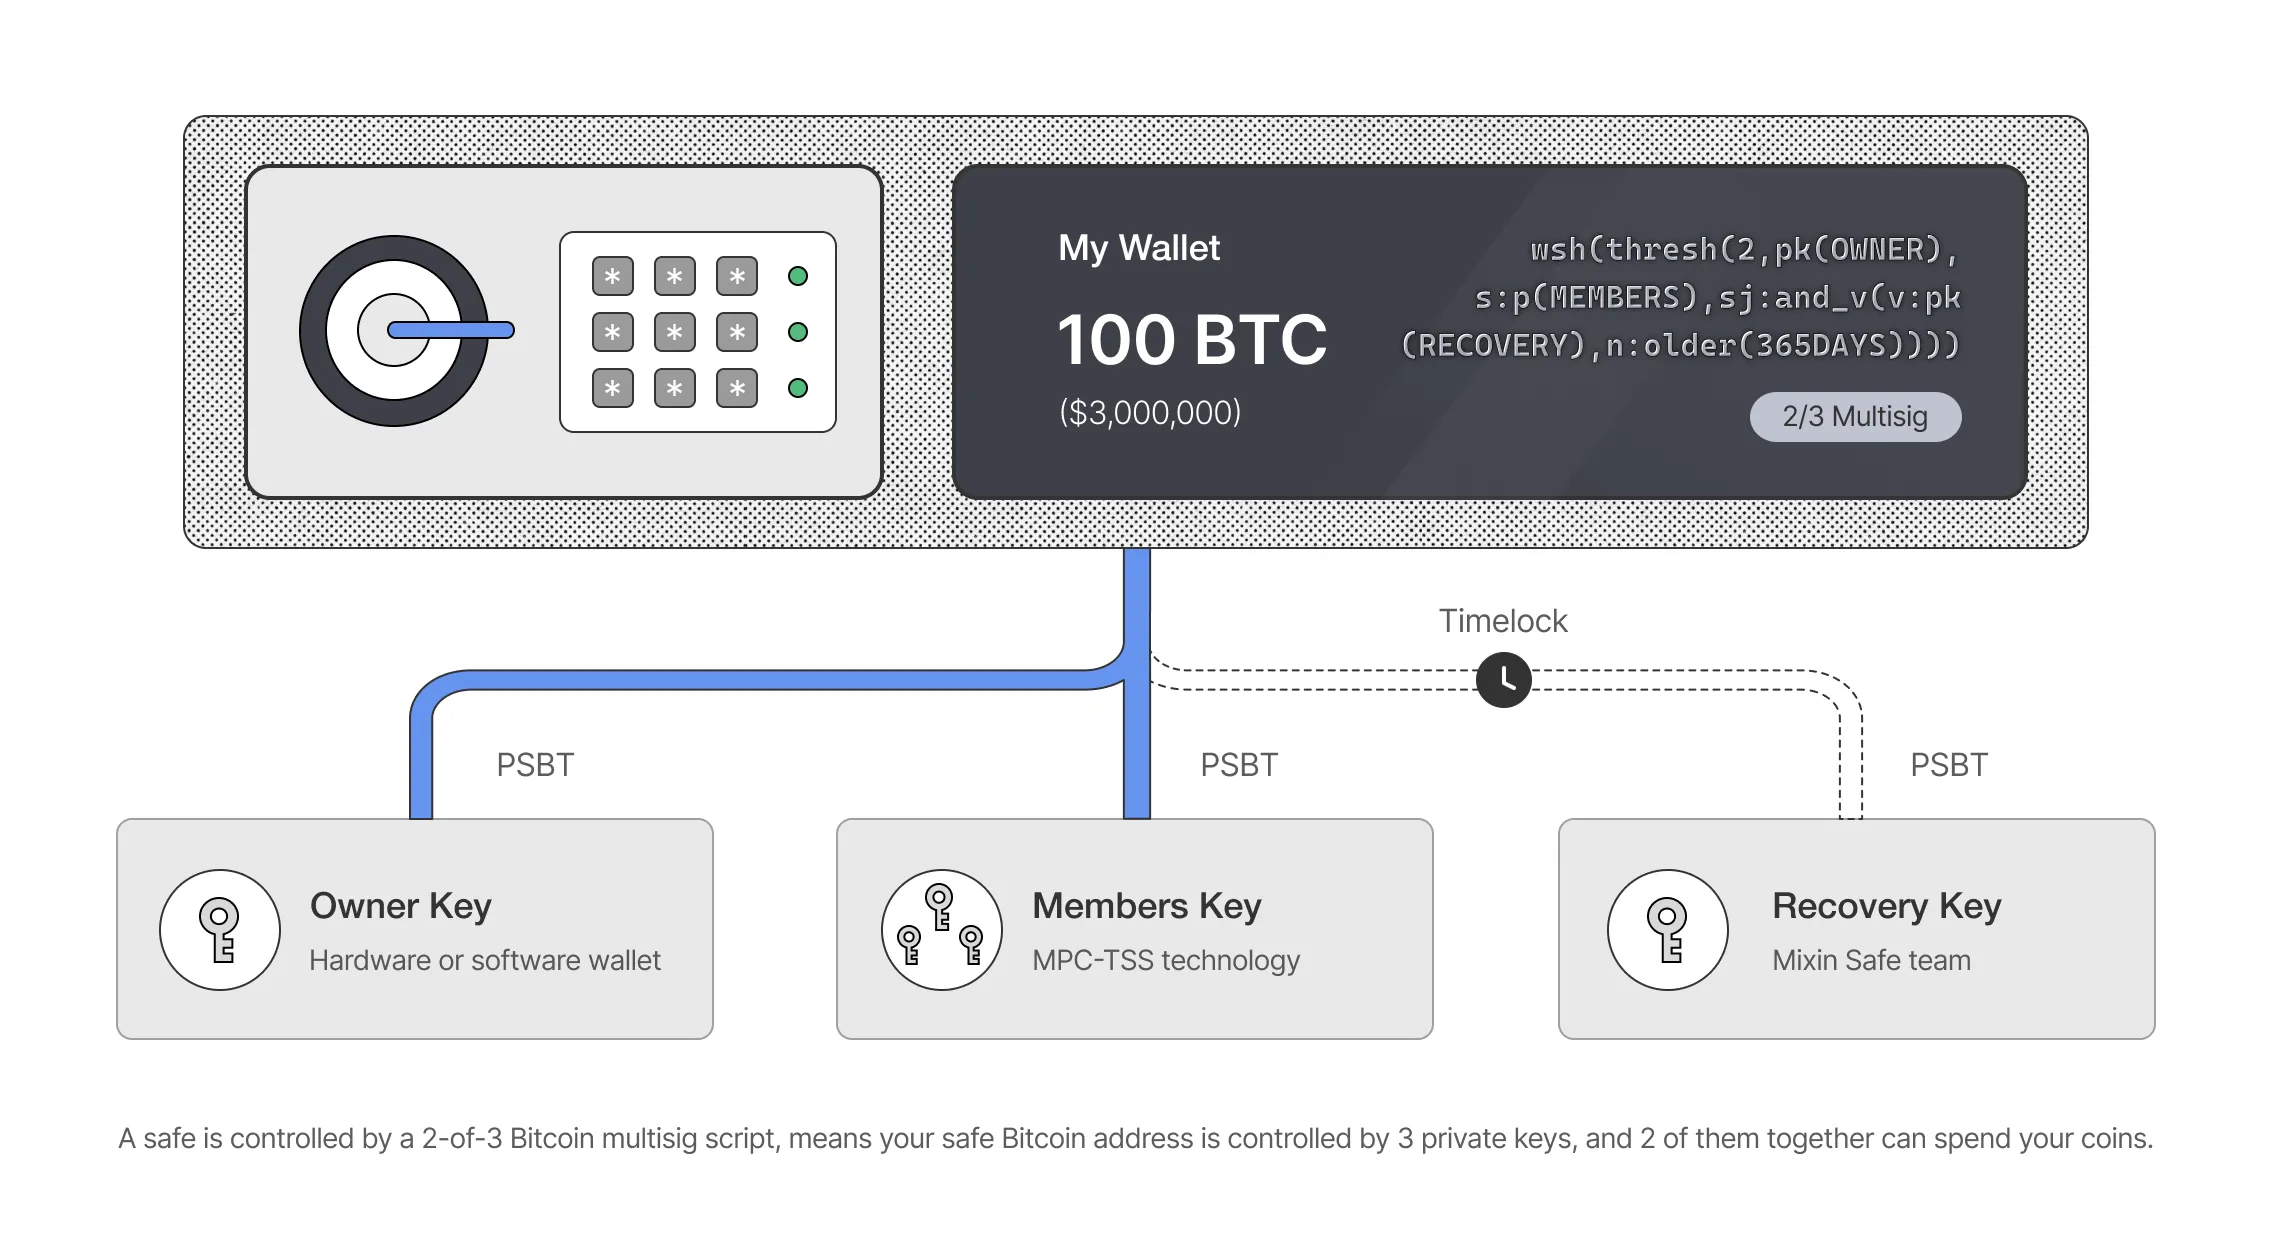 My Wallet
100 BTC
($3,000,000)
wsh(thresh(2,pk(OWNER),
s:p(MEMBERS),sj:and_v(v:pk
(RECOVERY),n:older(365DAYS))))
2/3 Multisig
* * *
* * *
* * *
Timelock
PSBT
PSBT
PSBT
Owner Key
Hardware or software wallet
Members Key
MPC-TSS technology
Recovery Key
Mixin Safe team
A safe is controlled by a 2-of-3 Bitcoin multisig script, means your safe Bitcoin address is controlled by 3 private keys, and 2 of them together can spend your coins.